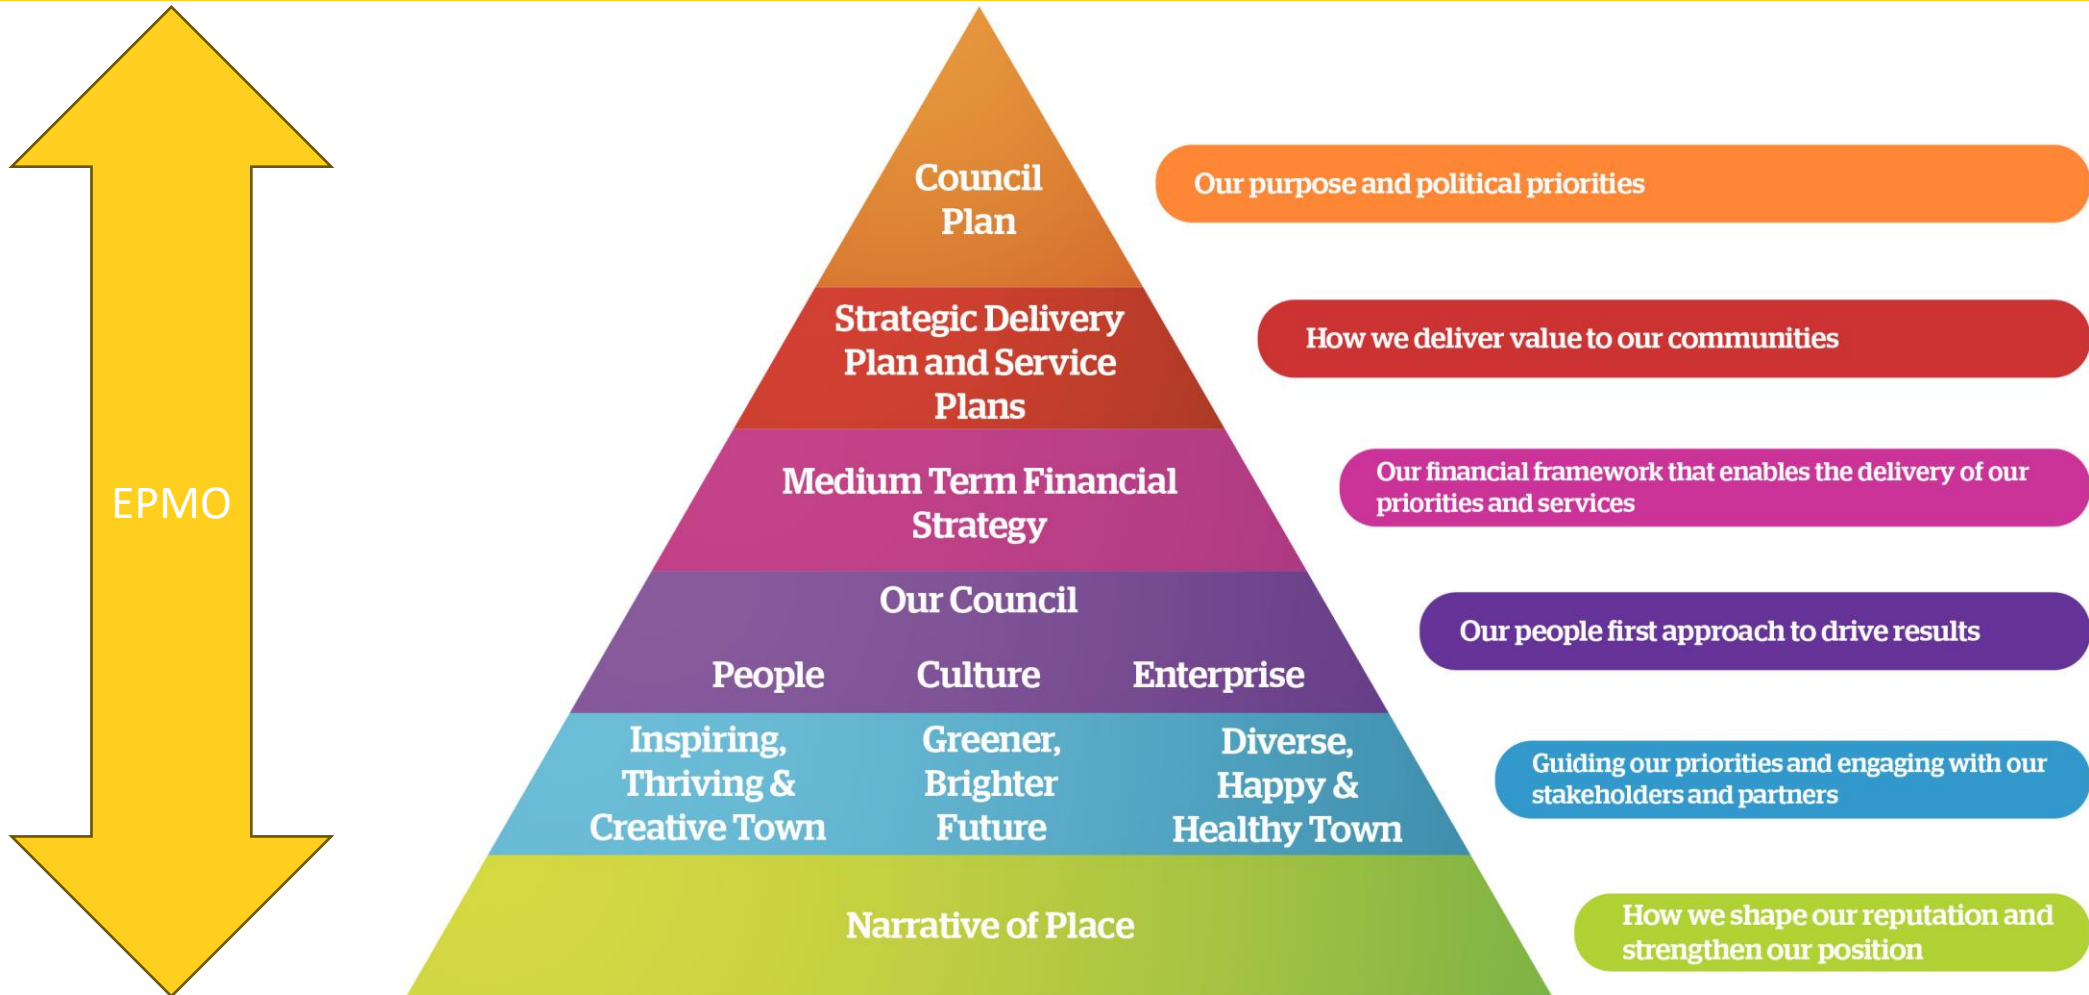 EPMO
Council
Plan
Our purpose and political priorities
Strategic Delivery
Plan and Service
Plans
How we deliver value to our communities
Medium Term Financial
Strategy
Our financial framework that enables the delivery of our
priorities and services
Our Council
People Culture Enterprise
Our people first approach to drive results
Inspiring,
Thriving &
Creative Town
Greener,
Brighter
Future
Diverse,
Happy &
Healthy Town
Guiding our priorities and engaging with our
stakeholders and partners
Narrative of Place
How we shape our reputation and
strengthen our position